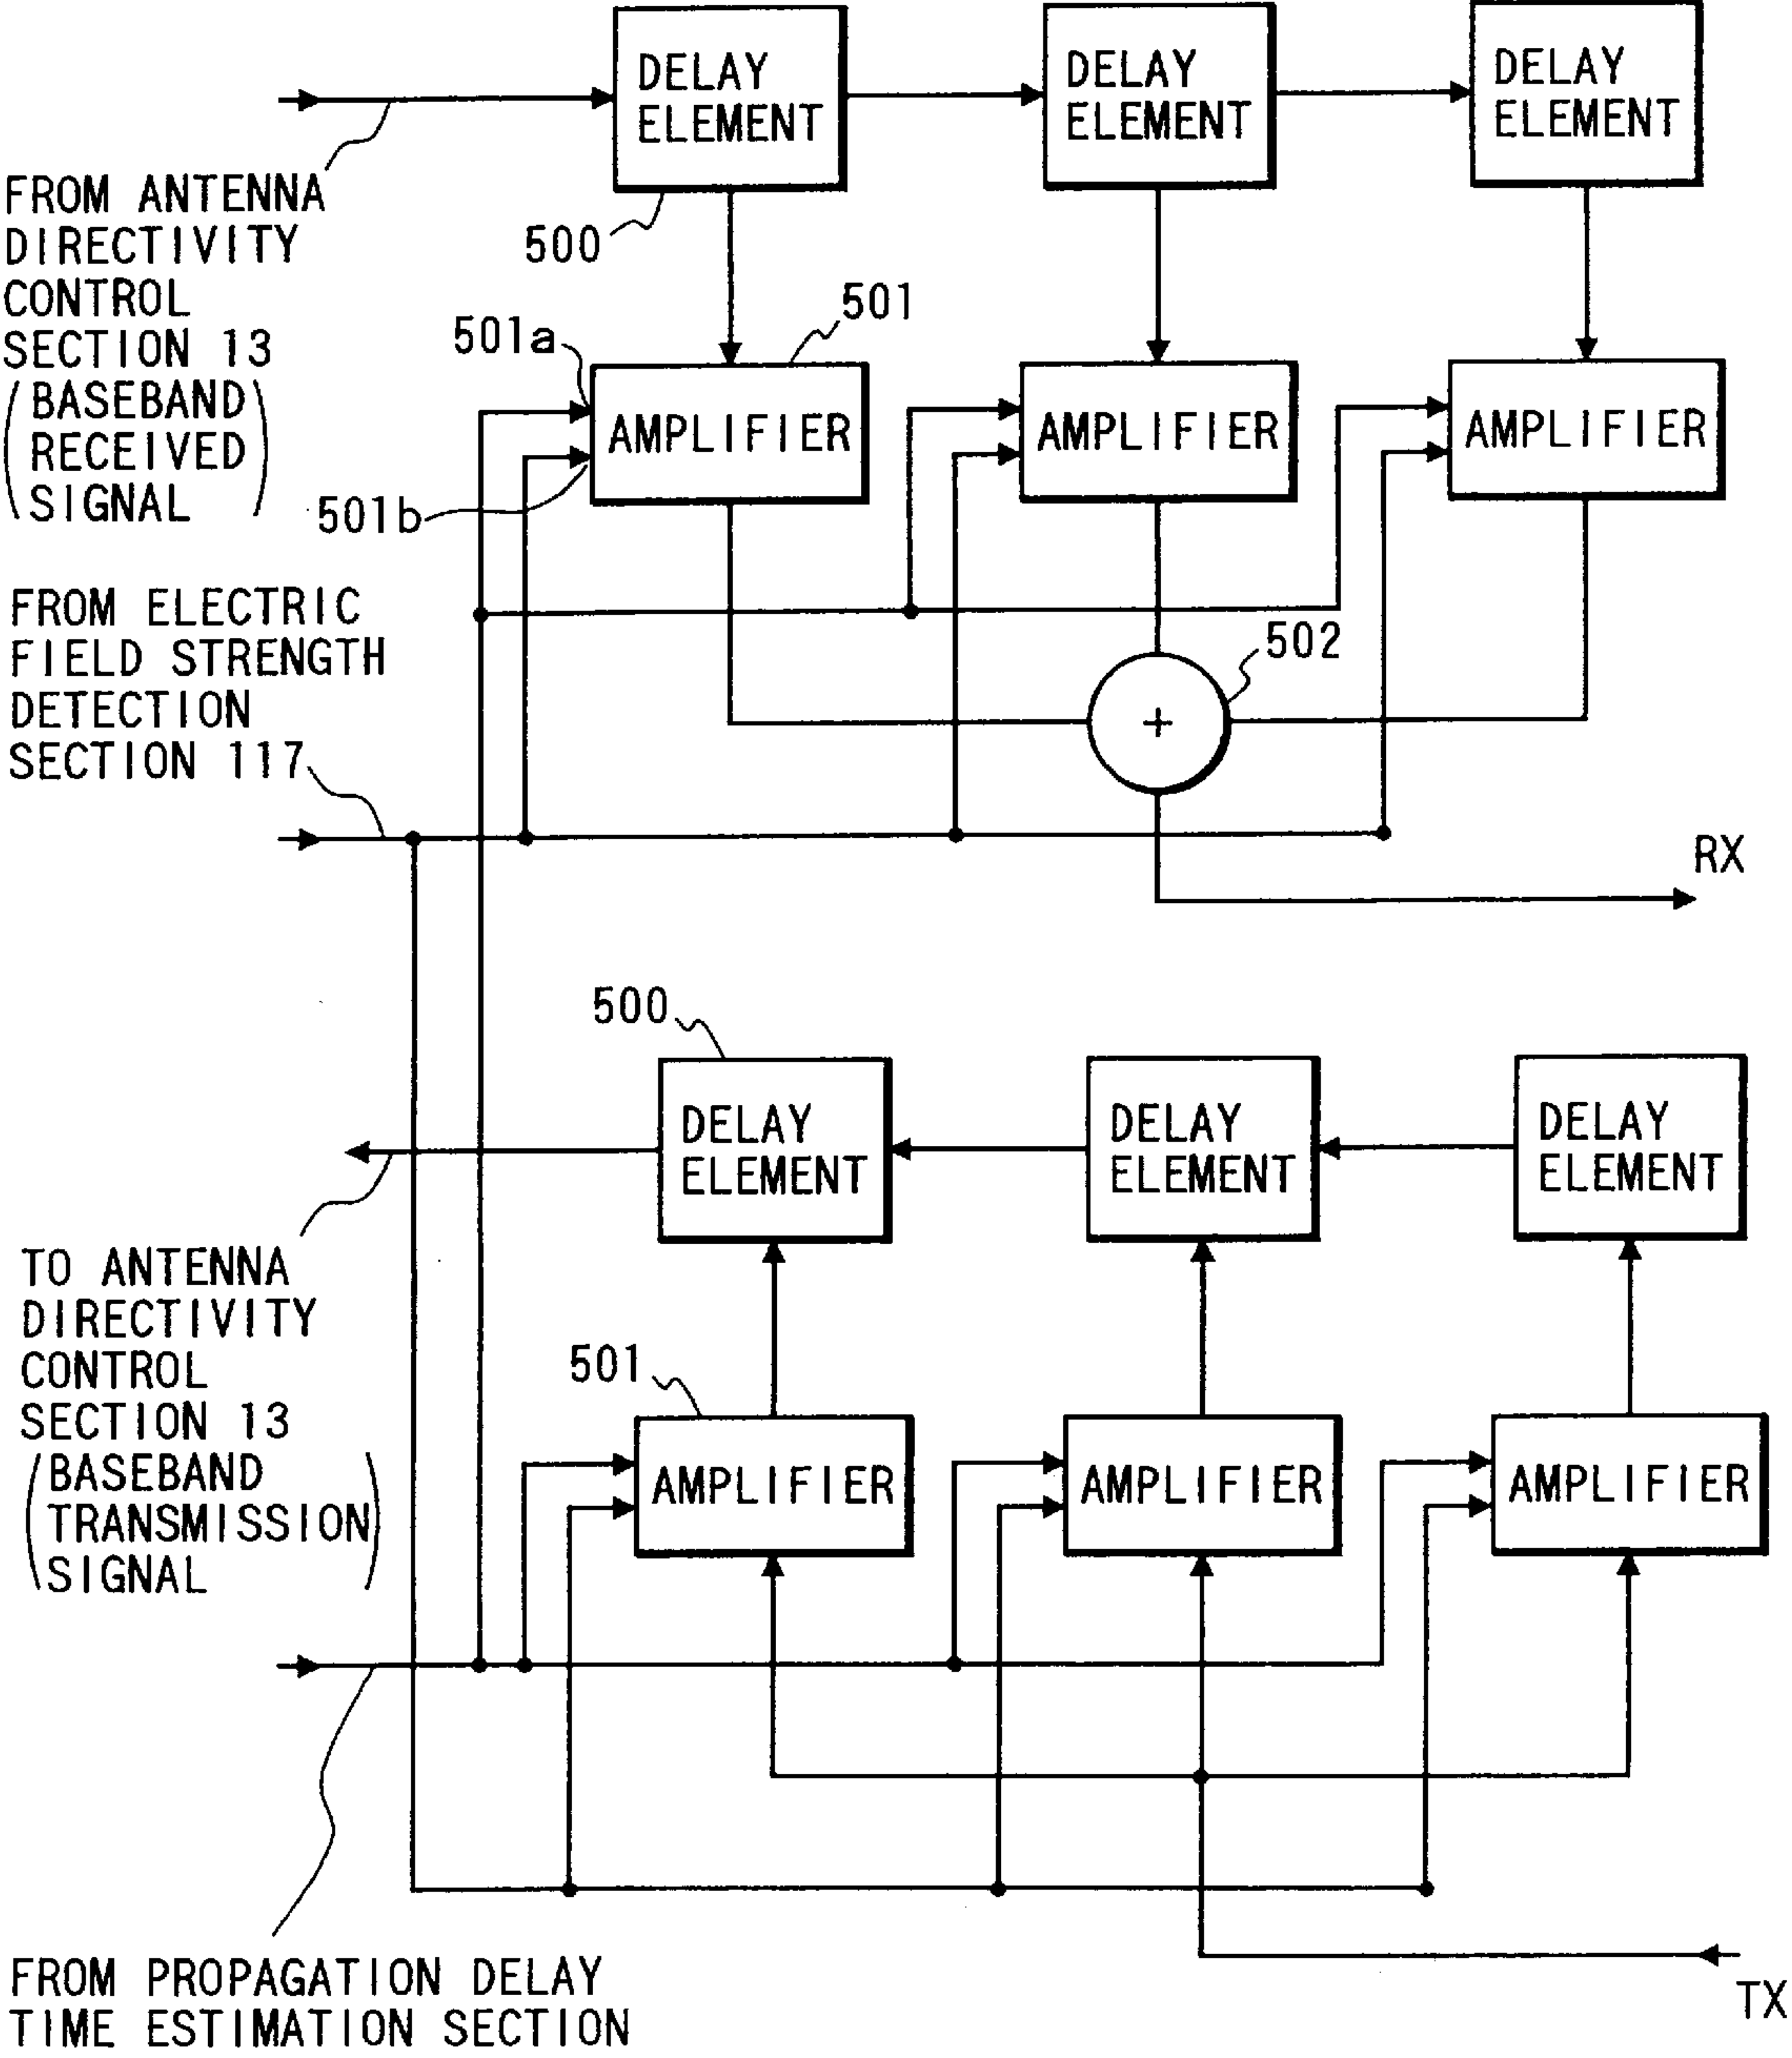 DELAY
ELEMENT
DELAY
ELEMENT
DELAY
ELEMENT
FROM ANTENNA
DIRECTIVITY
CONTROL
SECTION 13
(BASEBAND
RECEIVED
SIGNAL)
500
501
501a
501b
AMPLIFIER
AMPLIFIER
AMPLIFIER
FROM ELECTRIC
FIELD STRENGTH
DETECTION
SECTION 117
502
+
RX
500
DELAY
ELEMENT
DELAY
ELEMENT
DELAY
ELEMENT
TO ANTENNA
DIRECTIVITY
CONTROL
SECTION 13
(BASEBAND
TRANSMISSION
SIGNAL)
501
AMPLIFIER
AMPLIFIER
AMPLIFIER
FROM PROPAGATION DELAY
TIME ESTIMATION SECTION
TX